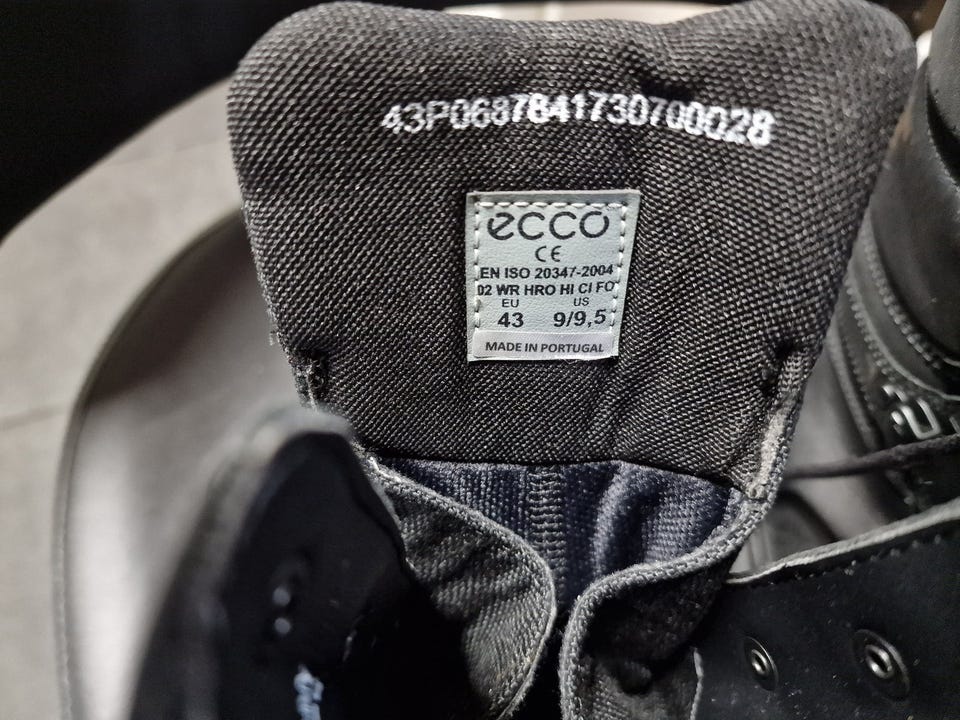 43P0687841730700028
ecco
CE
EN ISO 20347-2004
02 WR HRO HI CI FO
EU US
43 9/9,5
MADE IN PORTUGAL